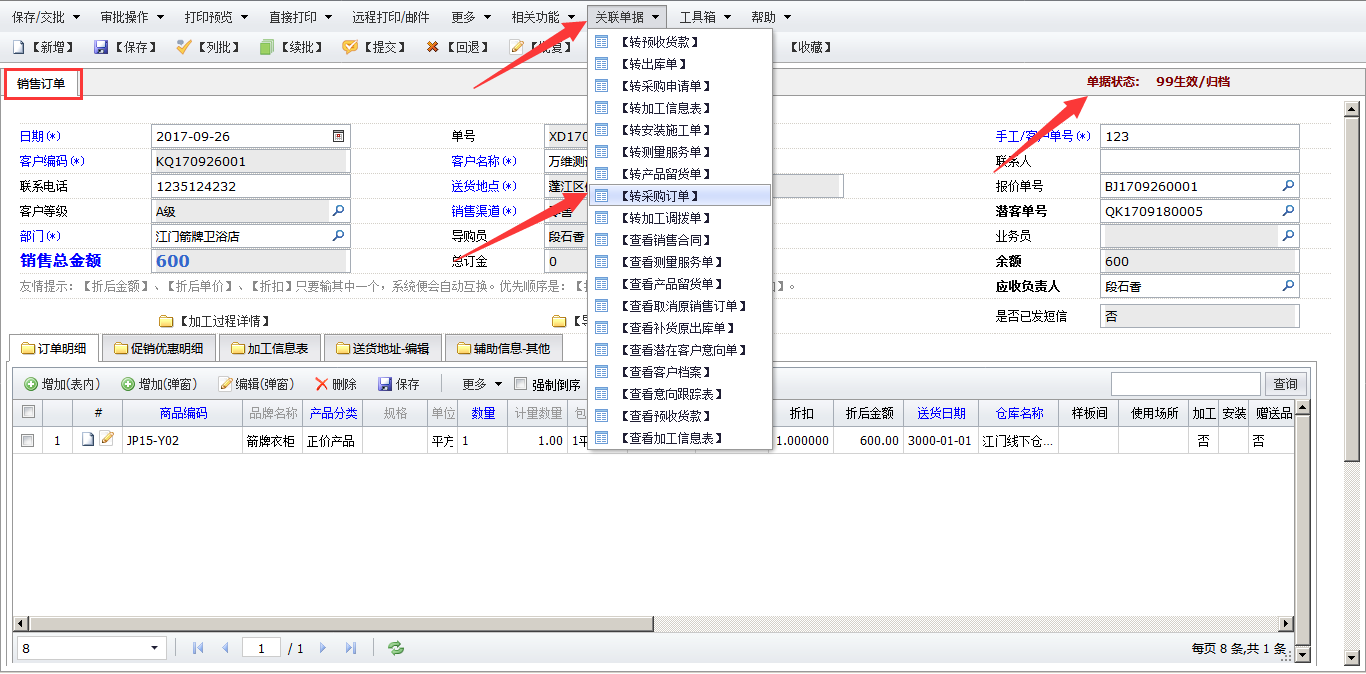 保存/交批 审批操作 打印预览 直接打印 远程打印/邮件 更多 相关功能 关联单据 工具箱 帮助
【新增】 【保存】 【列批】 【续批】 【提交】 【回退】 【恢复】 【收藏】
销售订单
单据状态: 99生效/归档
【转预收货款】
【转出库单】
【转采购申请单】
【转加工信息表】
【转安装施工单】
【转测量服务单】
【转产品留货单】
【转采购订单】
【转加工调拨单】
【查看销售合同】
【查看测量服务单】
【查看产品留货单】
【查看取消原销售订单】
【查看补货原出库单】
【查看潜在客户意向单】
【查看客户档案】
【查看意向跟踪表】
【查看预收货款】
【查看加工信息表】
日期(*) 2017-09-26 单号 XD170 手工/客户单号(*) 123
客户编码(*) KQ170926001 客户名称(*) 万维测 联系人
联系电话 1235124232 送货地点(*) 蓬江区 报价单号 BJ1709260001
客户等级 A级 销售渠道(*) 零售 潜客单号 QK1709180005
部门(*) 江门箭牌卫浴店 导购员 段石香 业务员
销售总金额 600 总订金 0 余额 600
友情提示：【折后金额】、【折后单价】、【折扣】只要输其中一个，系统便会自动互换。优先顺序是：【 】。 应收负责人 段石香
是否已发短信 否
【加工过程详情】
订单明细 促销优惠明细 加工信息表 送货地址-编辑 辅助信息-其他
增加(表内) 增加(弹窗) 编辑(弹窗) 删除 保存 更多 强制倒序 查询
# 商品编码 品牌名称 产品分类 规格 单位 数量 计量数量 包 折扣 折后金额 送货日期 仓库名称 样板间 使用场所 加工 安装 赠送品
1 JP15-Y02 箭牌衣柜 正价产品 平方 1 1.00 1平 1.000000 600.00 3000-01-01 江门线下仓... 否 否
8 1 / 1 每页 8 条,共 1 条